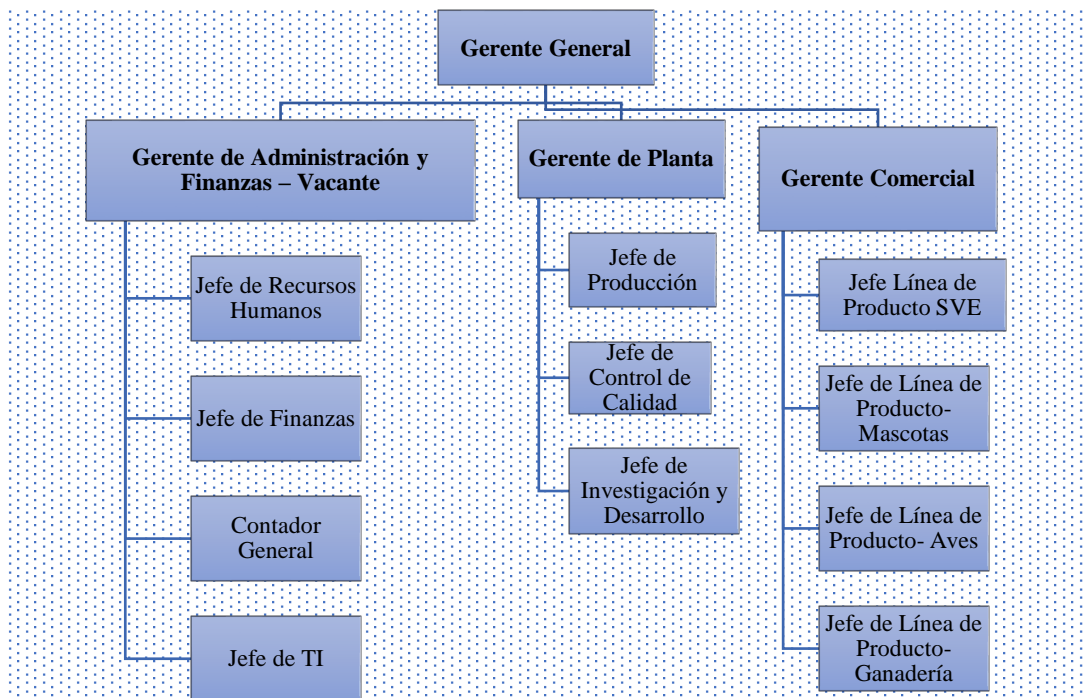 Gerente General
Gerente de Administración y
Finanzas – Vacante
Jefe de Recursos
Humanos
Jefe de Finanzas
Contador
General
Jefe de TI
Gerente de Planta
Jefe de
Producción
Jefe de
Control de
Calidad
Jefe de
Investigación y
Desarrollo
Gerente Comercial
Jefe Línea de
Producto SVE
Jefe de Línea de
Producto-
Mascotas
Jefe de Línea de
Producto- Aves
Jefe de Línea de
Producto-
Ganadería